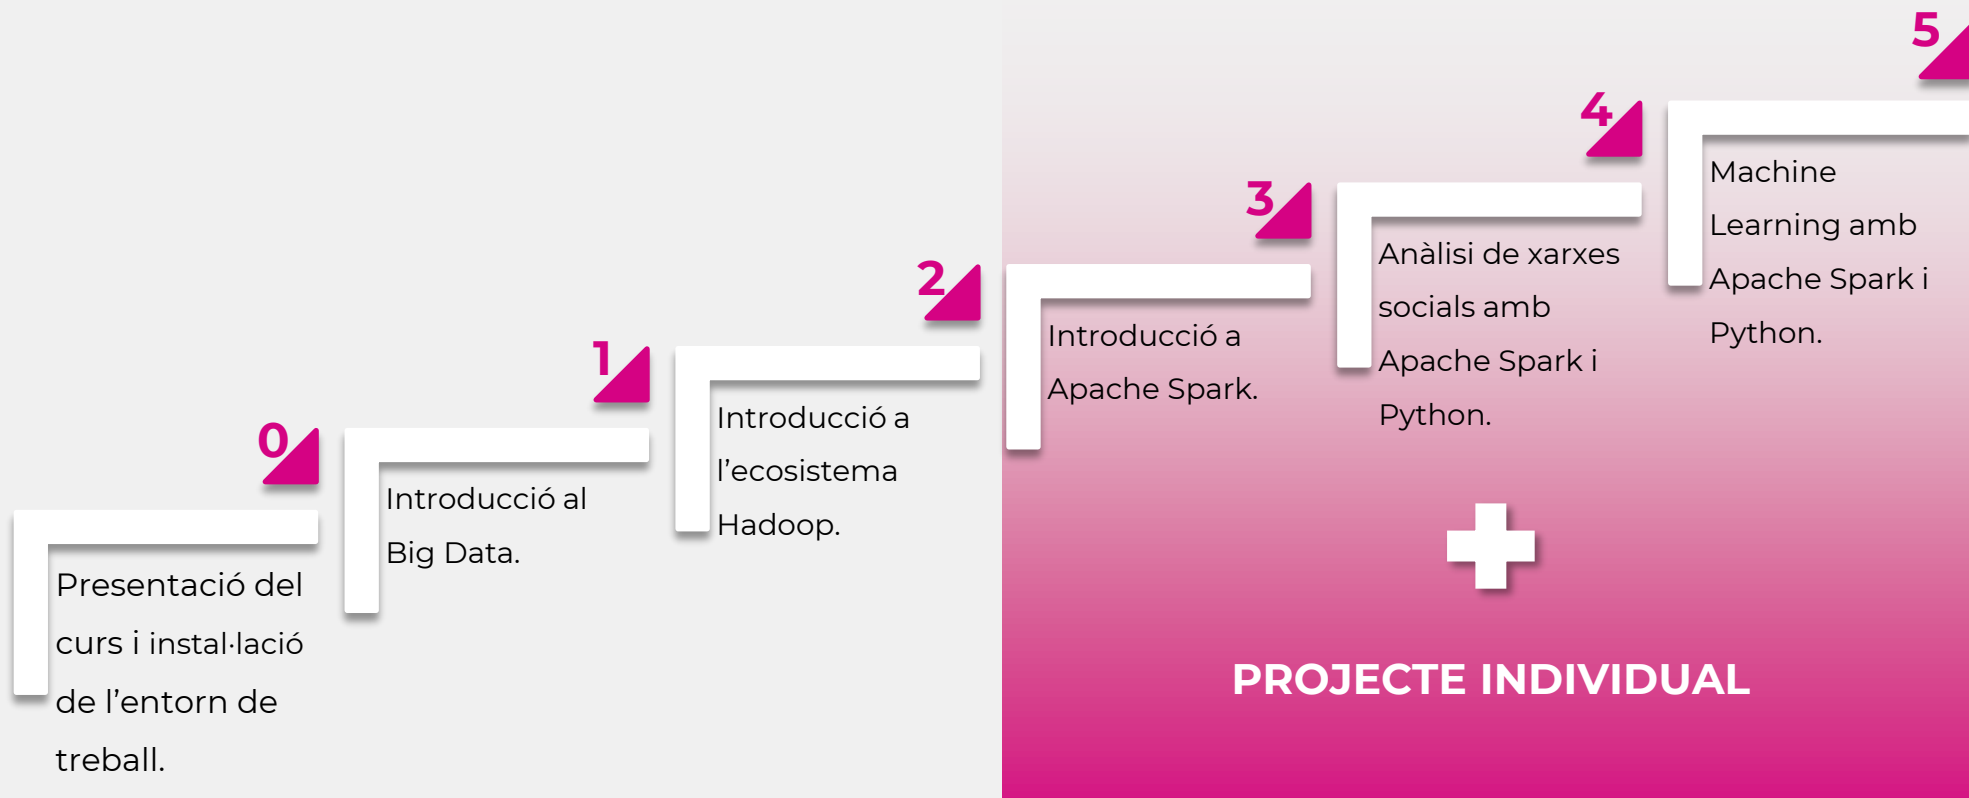 0
Presentació del
curs i instal·lació
de l’entorn de
treball.
1
Introducció al
Big Data.
2
Introducció a
l’ecosistema
Hadoop.
3
Introducció a
Apache Spark.
4
Anàlisi de xarxes
socials amb
Apache Spark i
Python.
5
Machine
Learning amb
Apache Spark i
Python.
PROJECTE INDIVIDUAL